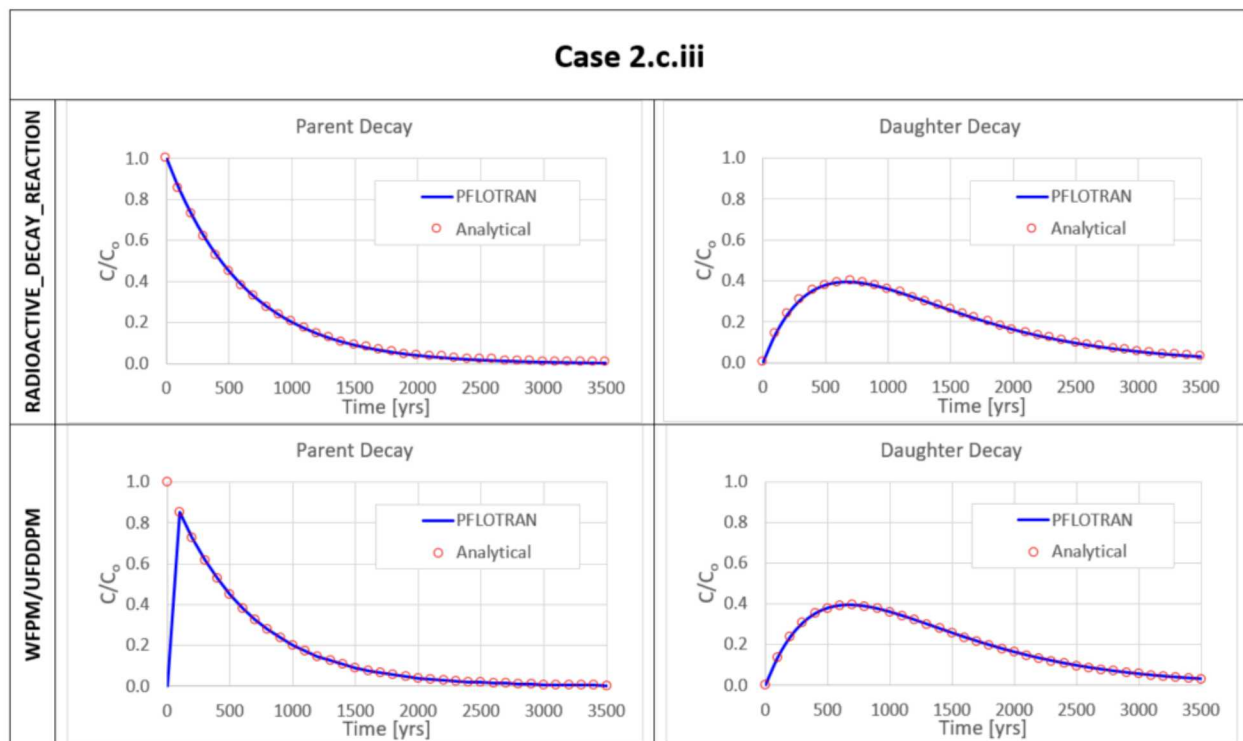 Case 2.c.iii
RADIOACTIVE_DECAY_REACTION
Parent Decay
C/Co
1.0
0.8
0.6
0.4
0.2
0.0
PFLOTRAN
Analytical
0 500 1000 1500 2000 2500 3000 3500
Time [yrs]
Daughter Decay
C/Co
1.0
0.8
0.6
0.4
0.2
0.0
PFLOTRAN
Analytical
0 500 1000 1500 2000 2500 3000 3500
Time [yrs]
WFPM/UFDDPM
Parent Decay
C/Co
1.0
0.8
0.6
0.4
0.2
0.0
PFLOTRAN
Analytical
0 500 1000 1500 2000 2500 3000 3500
Time [yrs]
Daughter Decay
C/Co
1.0
0.8
0.6
0.4
0.2
0.0
PFLOTRAN
Analytical
0 500 1000 1500 2000 2500 3000 3500
Time [yrs]